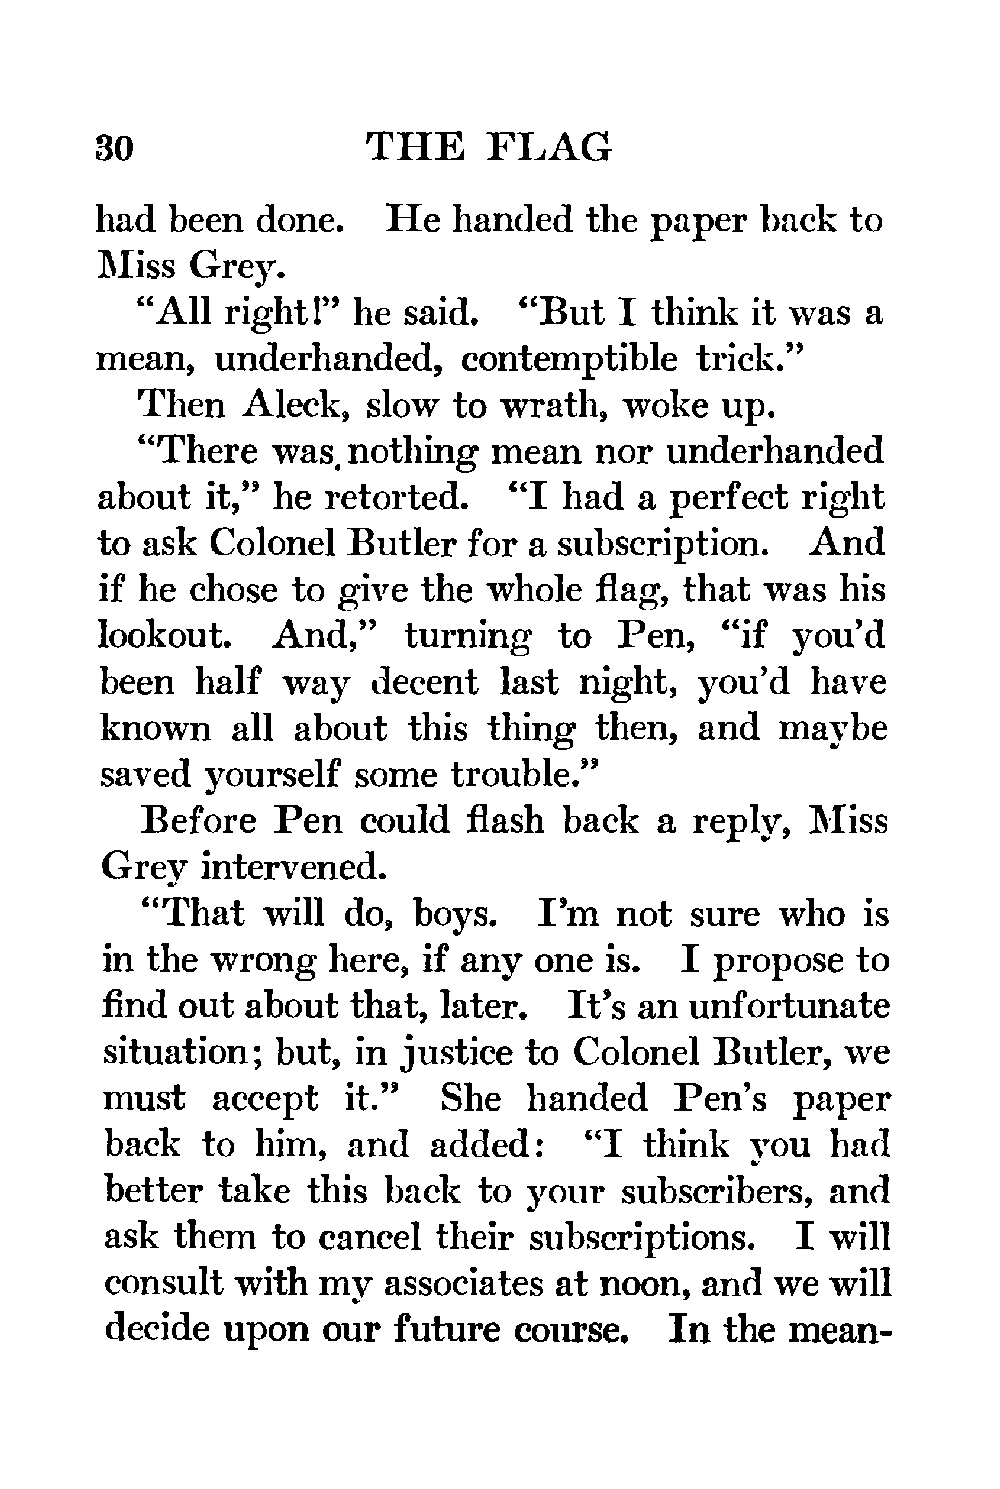 30 THE FLAG
had been done. He handed the paper back to
Miss Grey.
“All right!” he said. “But I think it was a
mean, underhanded, contemptible trick.”
Then Aleck, slow to wrath, woke up.
“There was nothing mean nor underhanded
about it,” he retorted. “I had a perfect right
to ask Colonel Butler for a subscription. And
if he chose to give the whole flag, that was his
lookout. And,” turning to Pen, “if you’d
been half way decent last night, you’d have
known all about this thing then, and maybe
saved yourself some trouble.”
Before Pen could flash back a reply, Miss
Grey intervened.
“That will do, boys. I’m not sure who is
in the wrong here, if any one is. I propose to
find out about that, later. It’s an unfortunate
situation; but, in justice to Colonel Butler, we
must accept it.” She handed Pen’s paper
back to him, and added: “I think you had
better take this back to your subscribers, and
ask them to cancel their subscriptions. I will
consult with my associates at noon, and we will
decide upon our future course. In the mean-